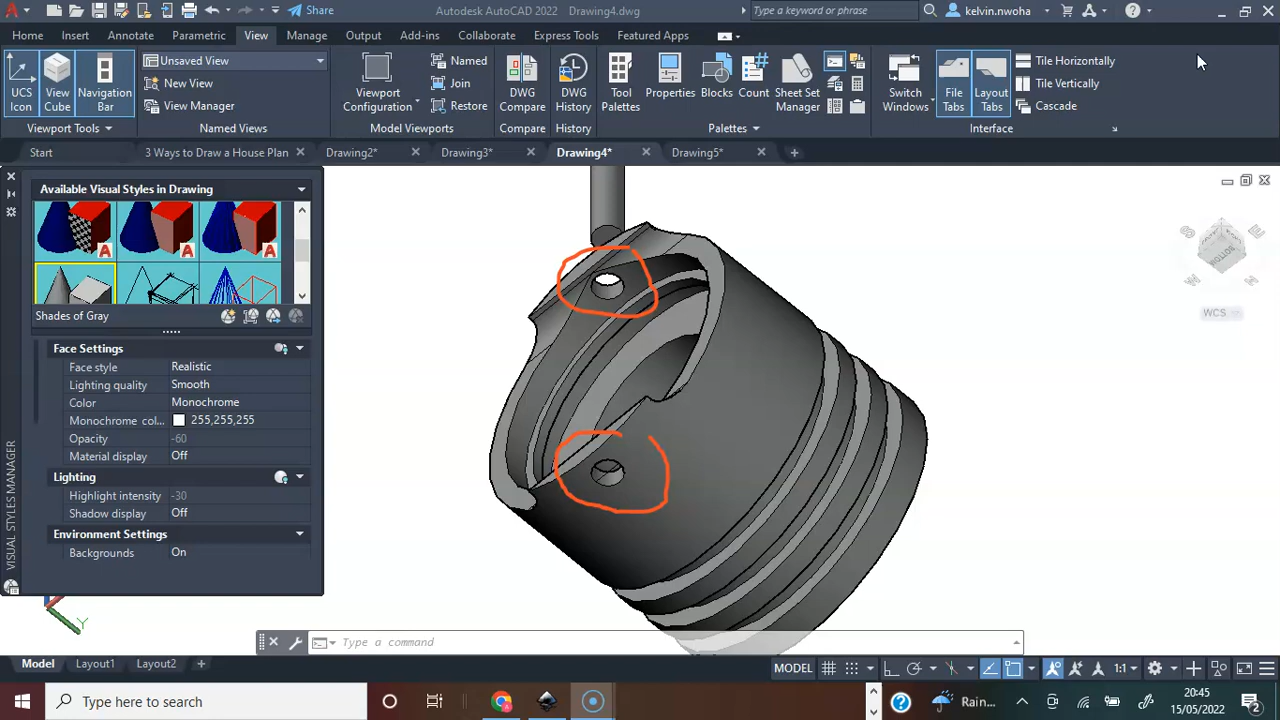 Share
Autodesk AutoCAD 2022 Drawing4.dwg
Type a keyword or phrase
kelvin.nwoha
Home Insert Annotate Parametric View Manage Output Add-ins Collaborate Express Tools Featured Apps
UCS Icon
View Cube
Navigation Bar
Viewport Tools
Unsaved View
New View
View Manager
Named Views
Viewport Configuration
Named
Join
Restore
Model Viewports
DWG Compare
Compare
DWG History
History
Tool Palettes
Properties
Blocks
Count
Sheet Set Manager
Palettes
Switch Windows
File Tabs
Layout Tabs
Tile Horizontally
Tile Vertically
Cascade
Interface
Start
3 Ways to Draw a House Plan
Drawing2*
Drawing3*
Drawing4*
Drawing5*
Available Visual Styles in Drawing
A A A
Shades of Gray
Face Settings
Face style Realistic
Lighting quality Smooth
Color Monochrome
Monochrome col... 255,255,255
Opacity -60
Material display Off
Lighting
Highlight intensity -30
Shadow display Off
Environment Settings
Backgrounds On
VISUAL STYLES MANAGER
S E
BOTTOM
W N
WCS
Y
Type a command
Model Layout1 Layout2
MODEL
1:1
Type here to search
Rain...
20:45
15/05/2022
2